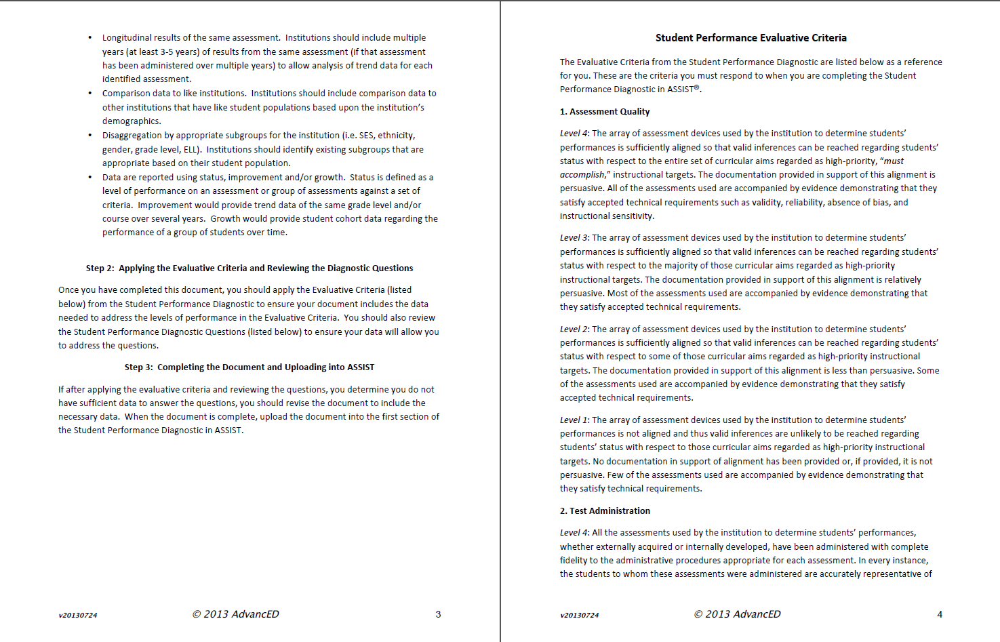 • Longitudinal results of the same assessment.  Institutions should include multiple
years (at least 3-5 years) of results from the same assessment (if that assessment
has been administered over multiple years) to allow analysis of trend data for each
identified assessment.
• Comparison data to like institutions.  Institutions should include comparison data to
other institutions that have like student populations based upon the institution’s
demographics.
• Disaggregation by appropriate subgroups for the institution (i.e. SES, ethnicity,
gender, grade level, ELL).  Institutions should identify existing subgroups that are
appropriate based on their student population.
• Data are reported using status, improvement and/or growth.  Status is defined as a
level of performance on an assessment or group of assessments against a set of
criteria.  Improvement would provide trend data of the same grade level and/or
course over several years.  Growth would provide student cohort data regarding the
performance of a group of students over time.
Step 2:  Applying the Evaluative Criteria and Reviewing the Diagnostic Questions
Once you have completed this document, you should apply the Evaluative Criteria (listed
below) from the Student Performance Diagnostic to ensure your document includes the data
needed to address the levels of performance in the Evaluative Criteria.  You should also review
the Student Performance Diagnostic Questions (listed below) to ensure your data will allow you
to address the questions.
Step 3:  Completing the Document and Uploading into ASSIST
If after applying the evaluative criteria and reviewing the questions, you determine you do not
have sufficient data to answer the questions, you should revise the document to include the
necessary data.  When the document is complete, upload the document into the first section of
the Student Performance Diagnostic in ASSIST.
v20130724 © 2013 AdvancED 3
Student Performance Evaluative Criteria
The Evaluative Criteria from the Student Performance Diagnostic are listed below as a reference
for you. These are the criteria you must respond to when you are completing the Student
Performance Diagnostic in ASSIST®.
1. Assessment Quality
Level 4: The array of assessment devices used by the institution to determine students’
performances is sufficiently aligned so that valid inferences can be reached regarding students’
status with respect to the entire set of curricular aims regarded as high-priority, “must
accomplish,” instructional targets. The documentation provided in support of this alignment is
persuasive. All of the assessments used are accompanied by evidence demonstrating that they
satisfy accepted technical requirements such as validity, reliability, absence of bias, and
instructional sensitivity.
Level 3: The array of assessment devices used by the institution to determine students’
performances is sufficiently aligned so that valid inferences can be reached regarding students’
status with respect to the majority of those curricular aims regarded as high-priority
instructional targets. The documentation provided in support of this alignment is relatively
persuasive. Most of the assessments used are accompanied by evidence demonstrating that
they satisfy accepted technical requirements.
Level 2: The array of assessment devices used by the institution to determine students’
performances is sufficiently aligned so that valid inferences can be reached regarding students’
status with respect to some of those curricular aims regarded as high-priority instructional
targets. The documentation provided in support of this alignment is less than persuasive. Some
of the assessments used are accompanied by evidence demonstrating that they satisfy
accepted technical requirements.
Level 1: The array of assessment devices used by the institution to determine students’
performances is not aligned and thus valid inferences are unlikely to be reached regarding
students’ status with respect to those curricular aims regarded as high-priority instructional
targets. No documentation in support of alignment has been provided or, if provided, it is not
persuasive. Few of the assessments used are accompanied by evidence demonstrating that
they satisfy technical requirements.
2. Test Administration
Level 4: All the assessments used by the institution to determine students’ performances,
whether externally acquired or internally developed, have been administered with complete
fidelity to the administrative procedures appropriate for each assessment. In every instance,
the students to whom these assessments were administered are accurately representative of
v20130724 © 2013 AdvancED 4